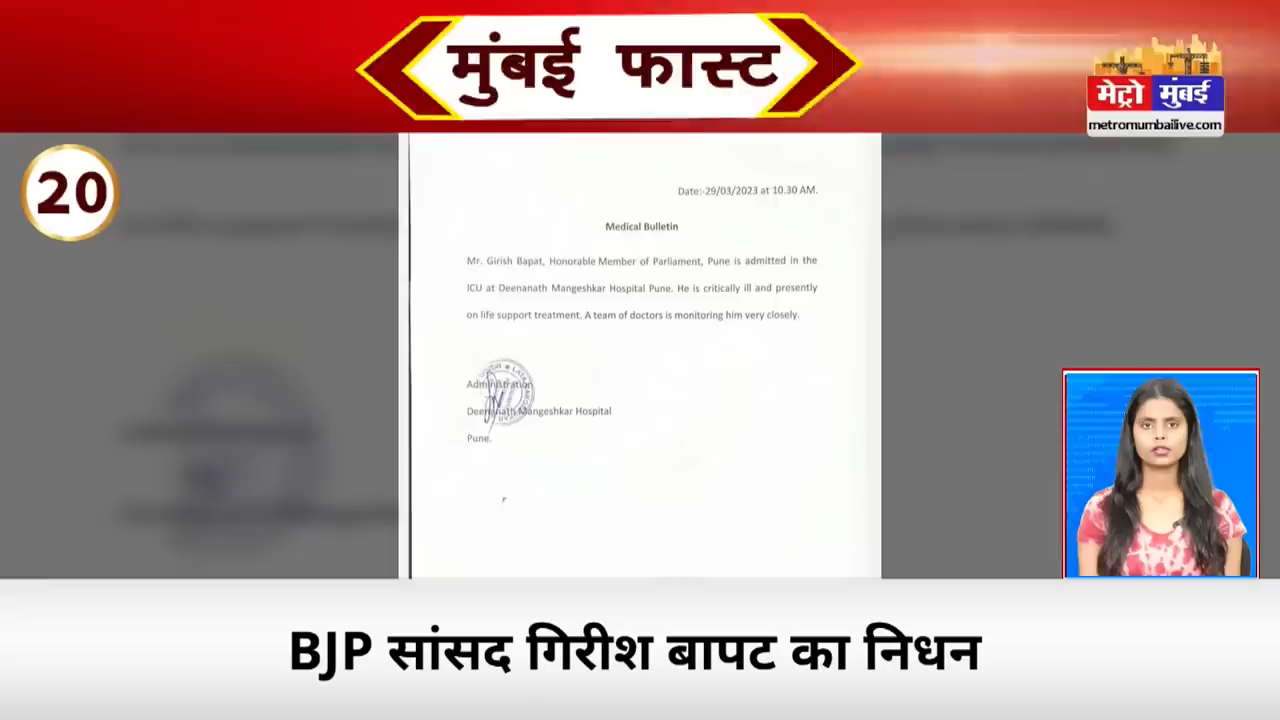 मुंबई फास्ट
मेट्रो मुंबई
metromumbailive.com
20
Date:-29/03/2023 at 10.30 AM.
Medical Bulletin
Mr. Girish Bapat, Honorable Member of Parliament, Pune is admitted in the
ICU at Deenanath Mangeshkar Hospital Pune. He is critically ill and presently
on life support treatment. A team of doctors is monitoring him very closely.
Administration
Deenanath Mangeshkar Hospital
Pune.
BJP सांसद गिरीश बापट का निधन